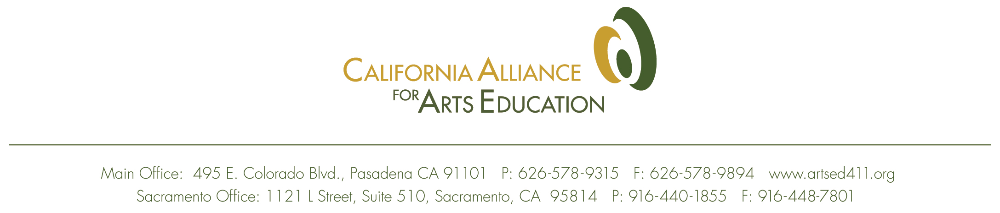 CALIFORNIA ALLIANCE
FOR ARTS EDUCATION
Main Office: 495 E. Colorado Blvd., Pasadena CA 91101 P: 626-578-9315 F: 626-578-9894 www.artsed411.org
Sacramento Office: 1121 L Street, Suite 510, Sacramento, CA 95814 P: 916-440-1855 F: 916-448-7801